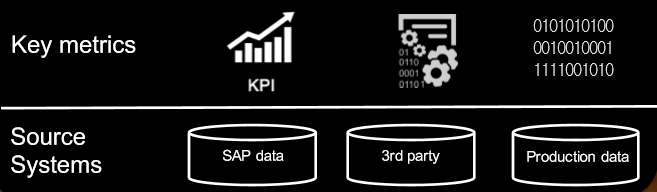 Key metrics
KPI
01
0110
0001
01101
0101010100
0010010001
1111001010
Source
Systems
SAP data
3rd party
Production data